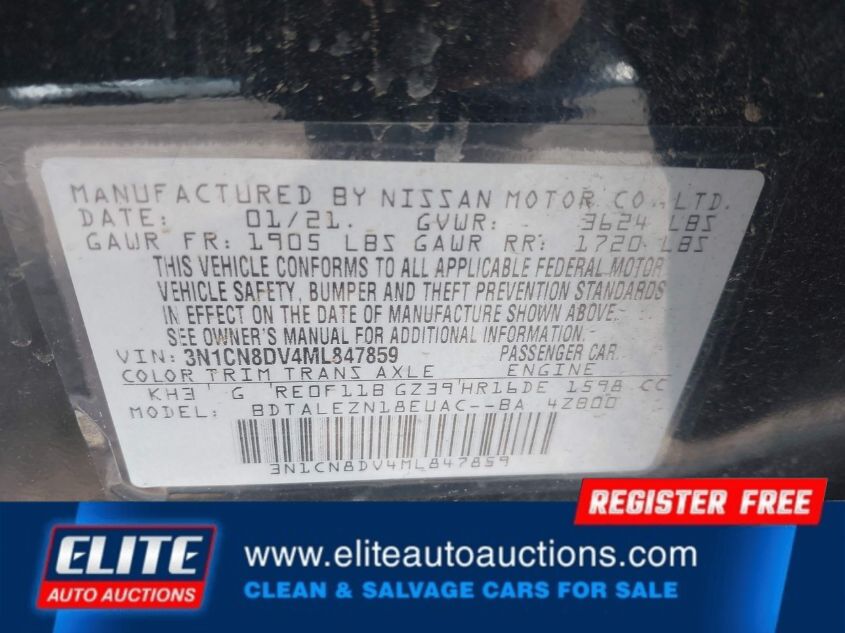 MANUFACTURED BY NISSAN MOTOR CO., LTD.
DATE: 01/21. GVWR: 3624 LBS
GAWR FR: 1905 LBS GAWR RR: 1720 LBS
THIS VEHICLE CONFORMS TO ALL APPLICABLE FEDERAL MOTOR
VEHICLE SAFETY, BUMPER AND THEFT PREVENTION STANDARDS
IN EFFECT ON THE DATE OF MANUFACTURE SHOWN ABOVE.
SEE OWNER'S MANUAL FOR ADDITIONAL INFORMATION.
VIN: 3N1CN8DV4ML847859 PASSENGER CAR
COLOR TRIM TRANS AXLE ENGINE
KH3 G RE0F11B GZ39 HR16DE 1598 CC
MODEL: BDTALEZN18EUAC--BA 4Z800
3N1CN8DV4ML847859
REGISTER FREE
ELITE
AUTO AUCTIONS
www.eliteautoauctions.com
CLEAN & SALVAGE CARS FOR SALE